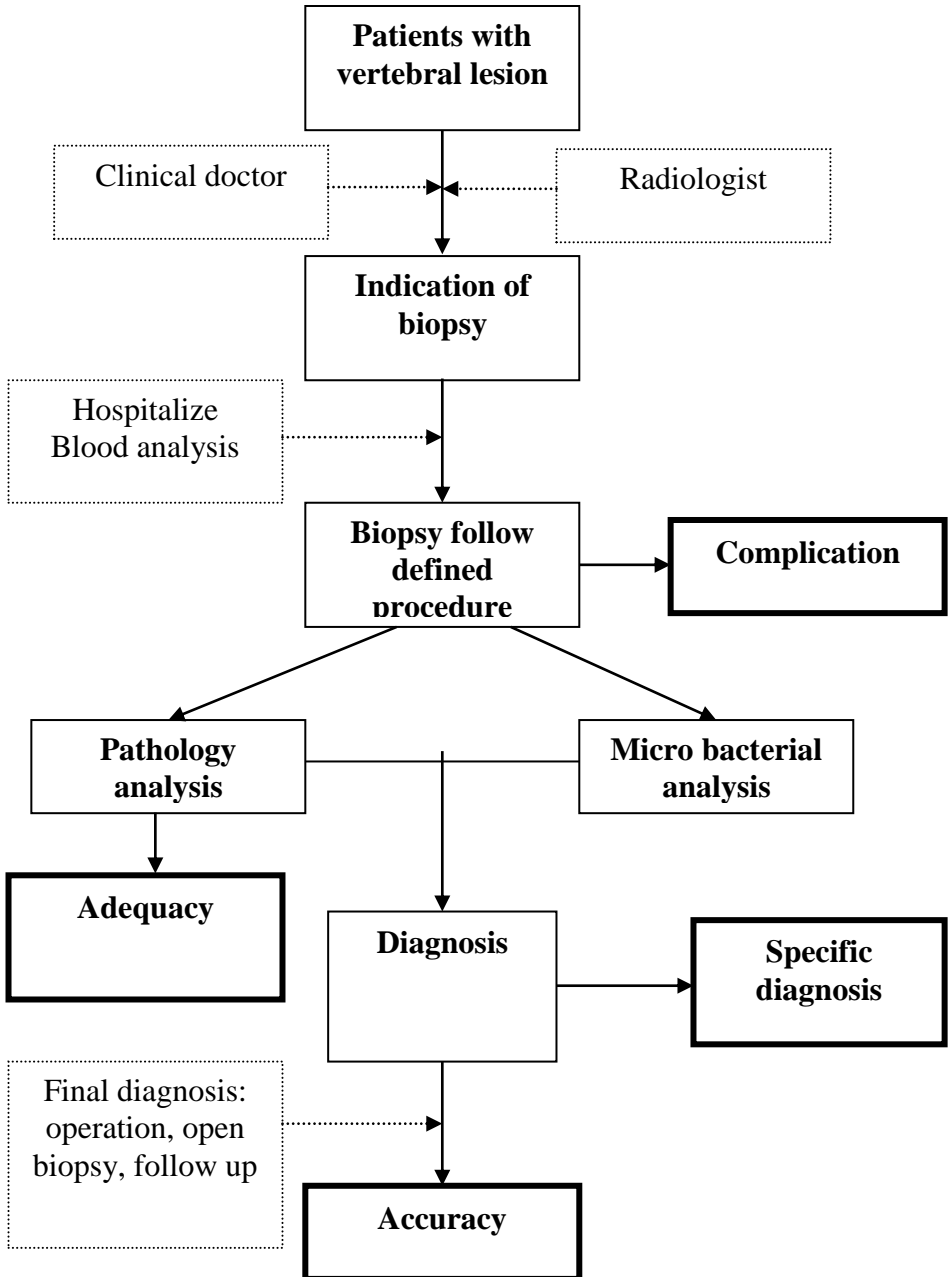 Patients with
vertebral lesion
Clinical doctor
Radiologist
Indication of
biopsy
Hospitalize
Blood analysis
Biopsy follow
defined
procedure
Complication
Pathology
analysis
Micro bacterial
analysis
Adequacy
Diagnosis
Specific
diagnosis
Final diagnosis:
operation, open
biopsy, follow up
Accuracy